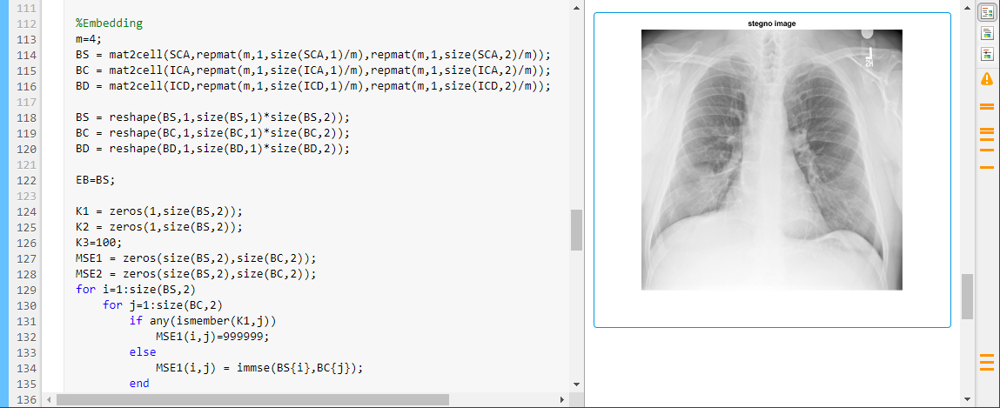 111
112 %Embedding
113 m=4;
114 BS = mat2cell(SCA,repmat(m,1,size(SCA,1)/m),repmat(m,1,size(SCA,2)/m));
115 BC = mat2cell(ICA,repmat(m,1,size(ICA,1)/m),repmat(m,1,size(ICA,2)/m));
116 BD = mat2cell(ICD,repmat(m,1,size(ICD,1)/m),repmat(m,1,size(ICD,2)/m));
117
118 BS = reshape(BS,1,size(BS,1)*size(BS,2));
119 BC = reshape(BC,1,size(BC,1)*size(BC,2));
120 BD = reshape(BD,1,size(BD,1)*size(BD,2));
121
122 EB=BS;
123
124 K1 = zeros(1,size(BS,2));
125 K2 = zeros(1,size(BS,2));
126 K3=100;
127 MSE1 = zeros(size(BS,2),size(BC,2));
128 MSE2 = zeros(size(BS,2),size(BC,2));
129 for i=1:size(BS,2)
130 for j=1:size(BC,2)
131 if any(ismember(K1,j))
132 MSE1(i,j)=999999;
133 else
134 MSE1(i,j) = immse(BS{i},BC{j});
135 end
136
stegno image